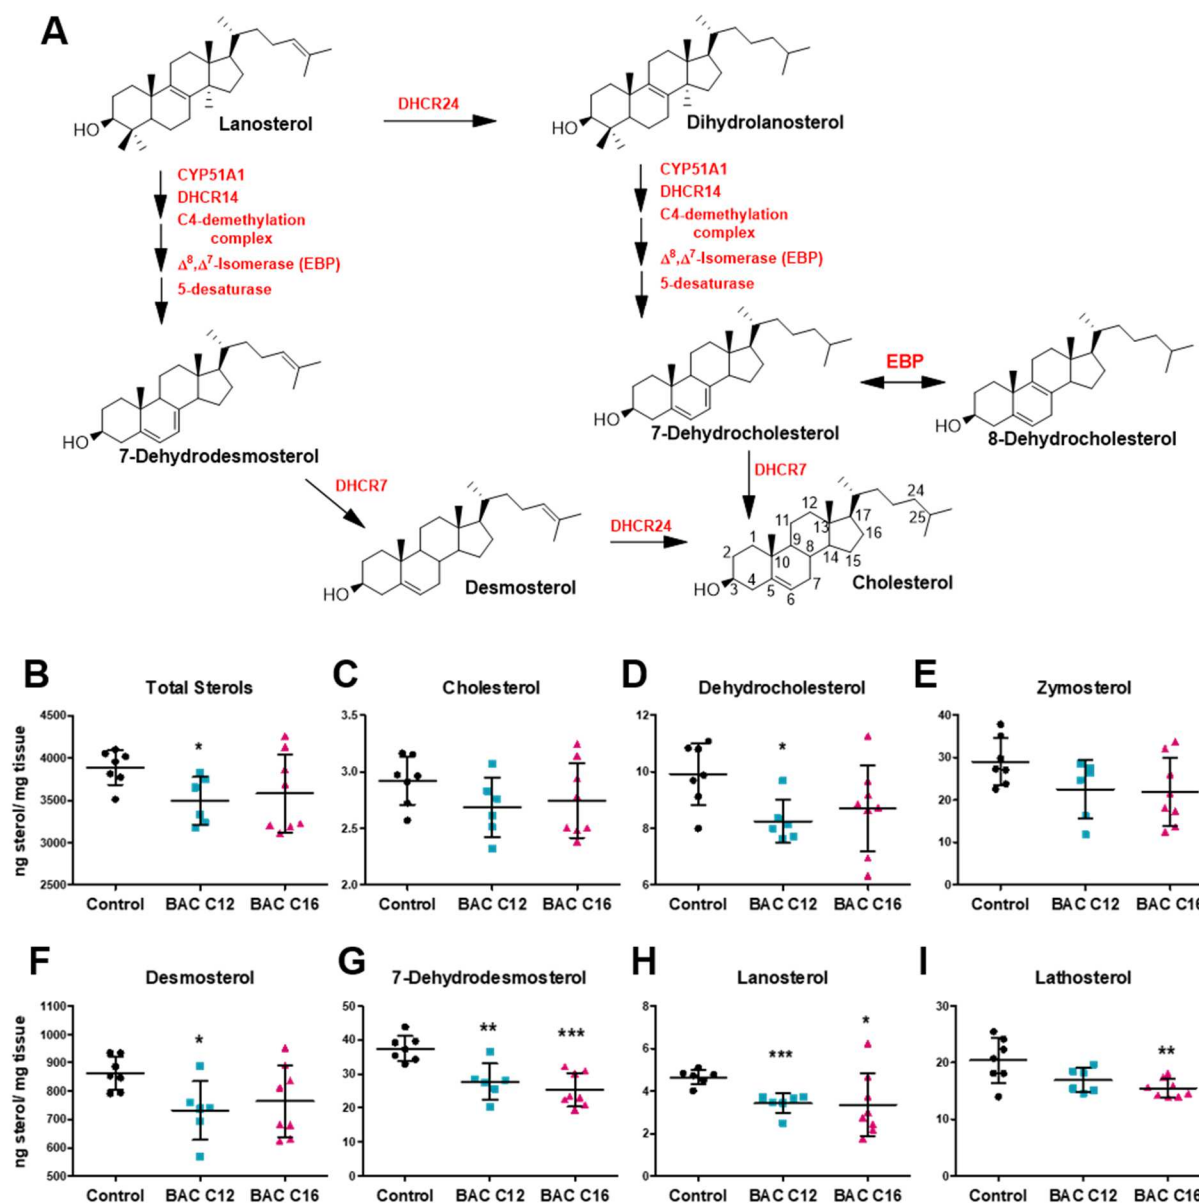 A
Lanosterol
HO
DHCR24
Dihydrolanosterol
HO
CYP51A1
DHCR14
C4-demethylation
complex
Δ8,Δ7-Isomerase (EBP)
5-desaturase
CYP51A1
DHCR14
C4-demethylation
complex
Δ8,Δ7-Isomerase (EBP)
5-desaturase
HO
7-Dehydrodesmosterol
HO
7-Dehydrocholesterol
EBP
HO
8-Dehydrocholesterol
DHCR7
DHCR7
HO
Desmosterol
DHCR24
HO
1
2
3
4
5
6
7
8
9
10
11
12
13
14
15
16
17
24
25
Cholesterol
B
Total Sterols
ng sterol/ mg tissue
4500
4000
3500
3000
2500
*
Control BAC C12 BAC C16
C
Cholesterol
3.5
3.0
2.5
2.0
Control BAC C12 BAC C16
D
Dehydrocholesterol
12
10
8
6
*
Control BAC C12 BAC C16
E
Zymosterol
40
30
20
10
0
Control BAC C12 BAC C16
F
Desmosterol
ng sterol/ mg tissue
1100
1000
900
800
700
600
500
*
Control BAC C12 BAC C16
G
7-Dehydrodesmosterol
50
40
30
20
10
0
** ***
Control BAC C12 BAC C16
H
Lanosterol
8
6
4
2
0
*** *
Control BAC C12 BAC C16
I
Lathosterol
30
20
10
0
**
Control BAC C12 BAC C16